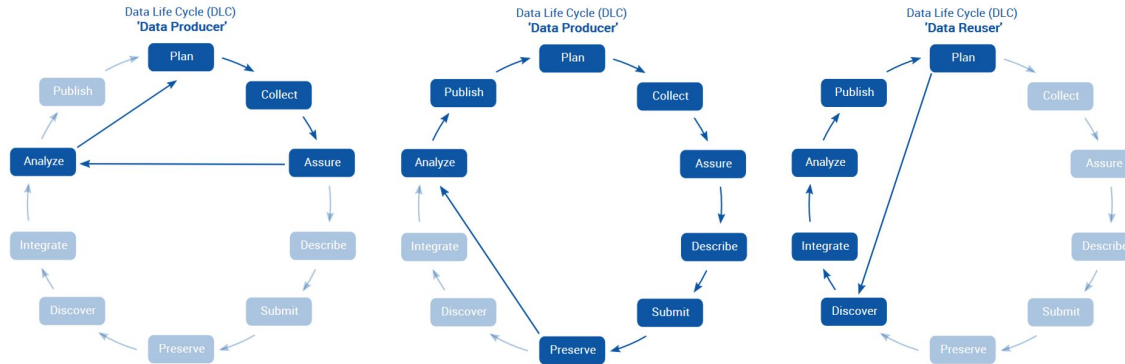 Data Life Cycle (DLC)
'Data Producer'
Plan
Publish
Collect
Analyze
Assure
Integrate
Describe
Discover
Submit
Preserve
Data Life Cycle (DLC)
'Data Producer'
Plan
Publish
Collect
Analyze
Assure
Integrate
Describe
Discover
Submit
Preserve
Data Life Cycle (DLC)
'Data Reuser'
Plan
Publish
Collect
Analyze
Assure
Integrate
Describe
Discover
Submit
Preserve